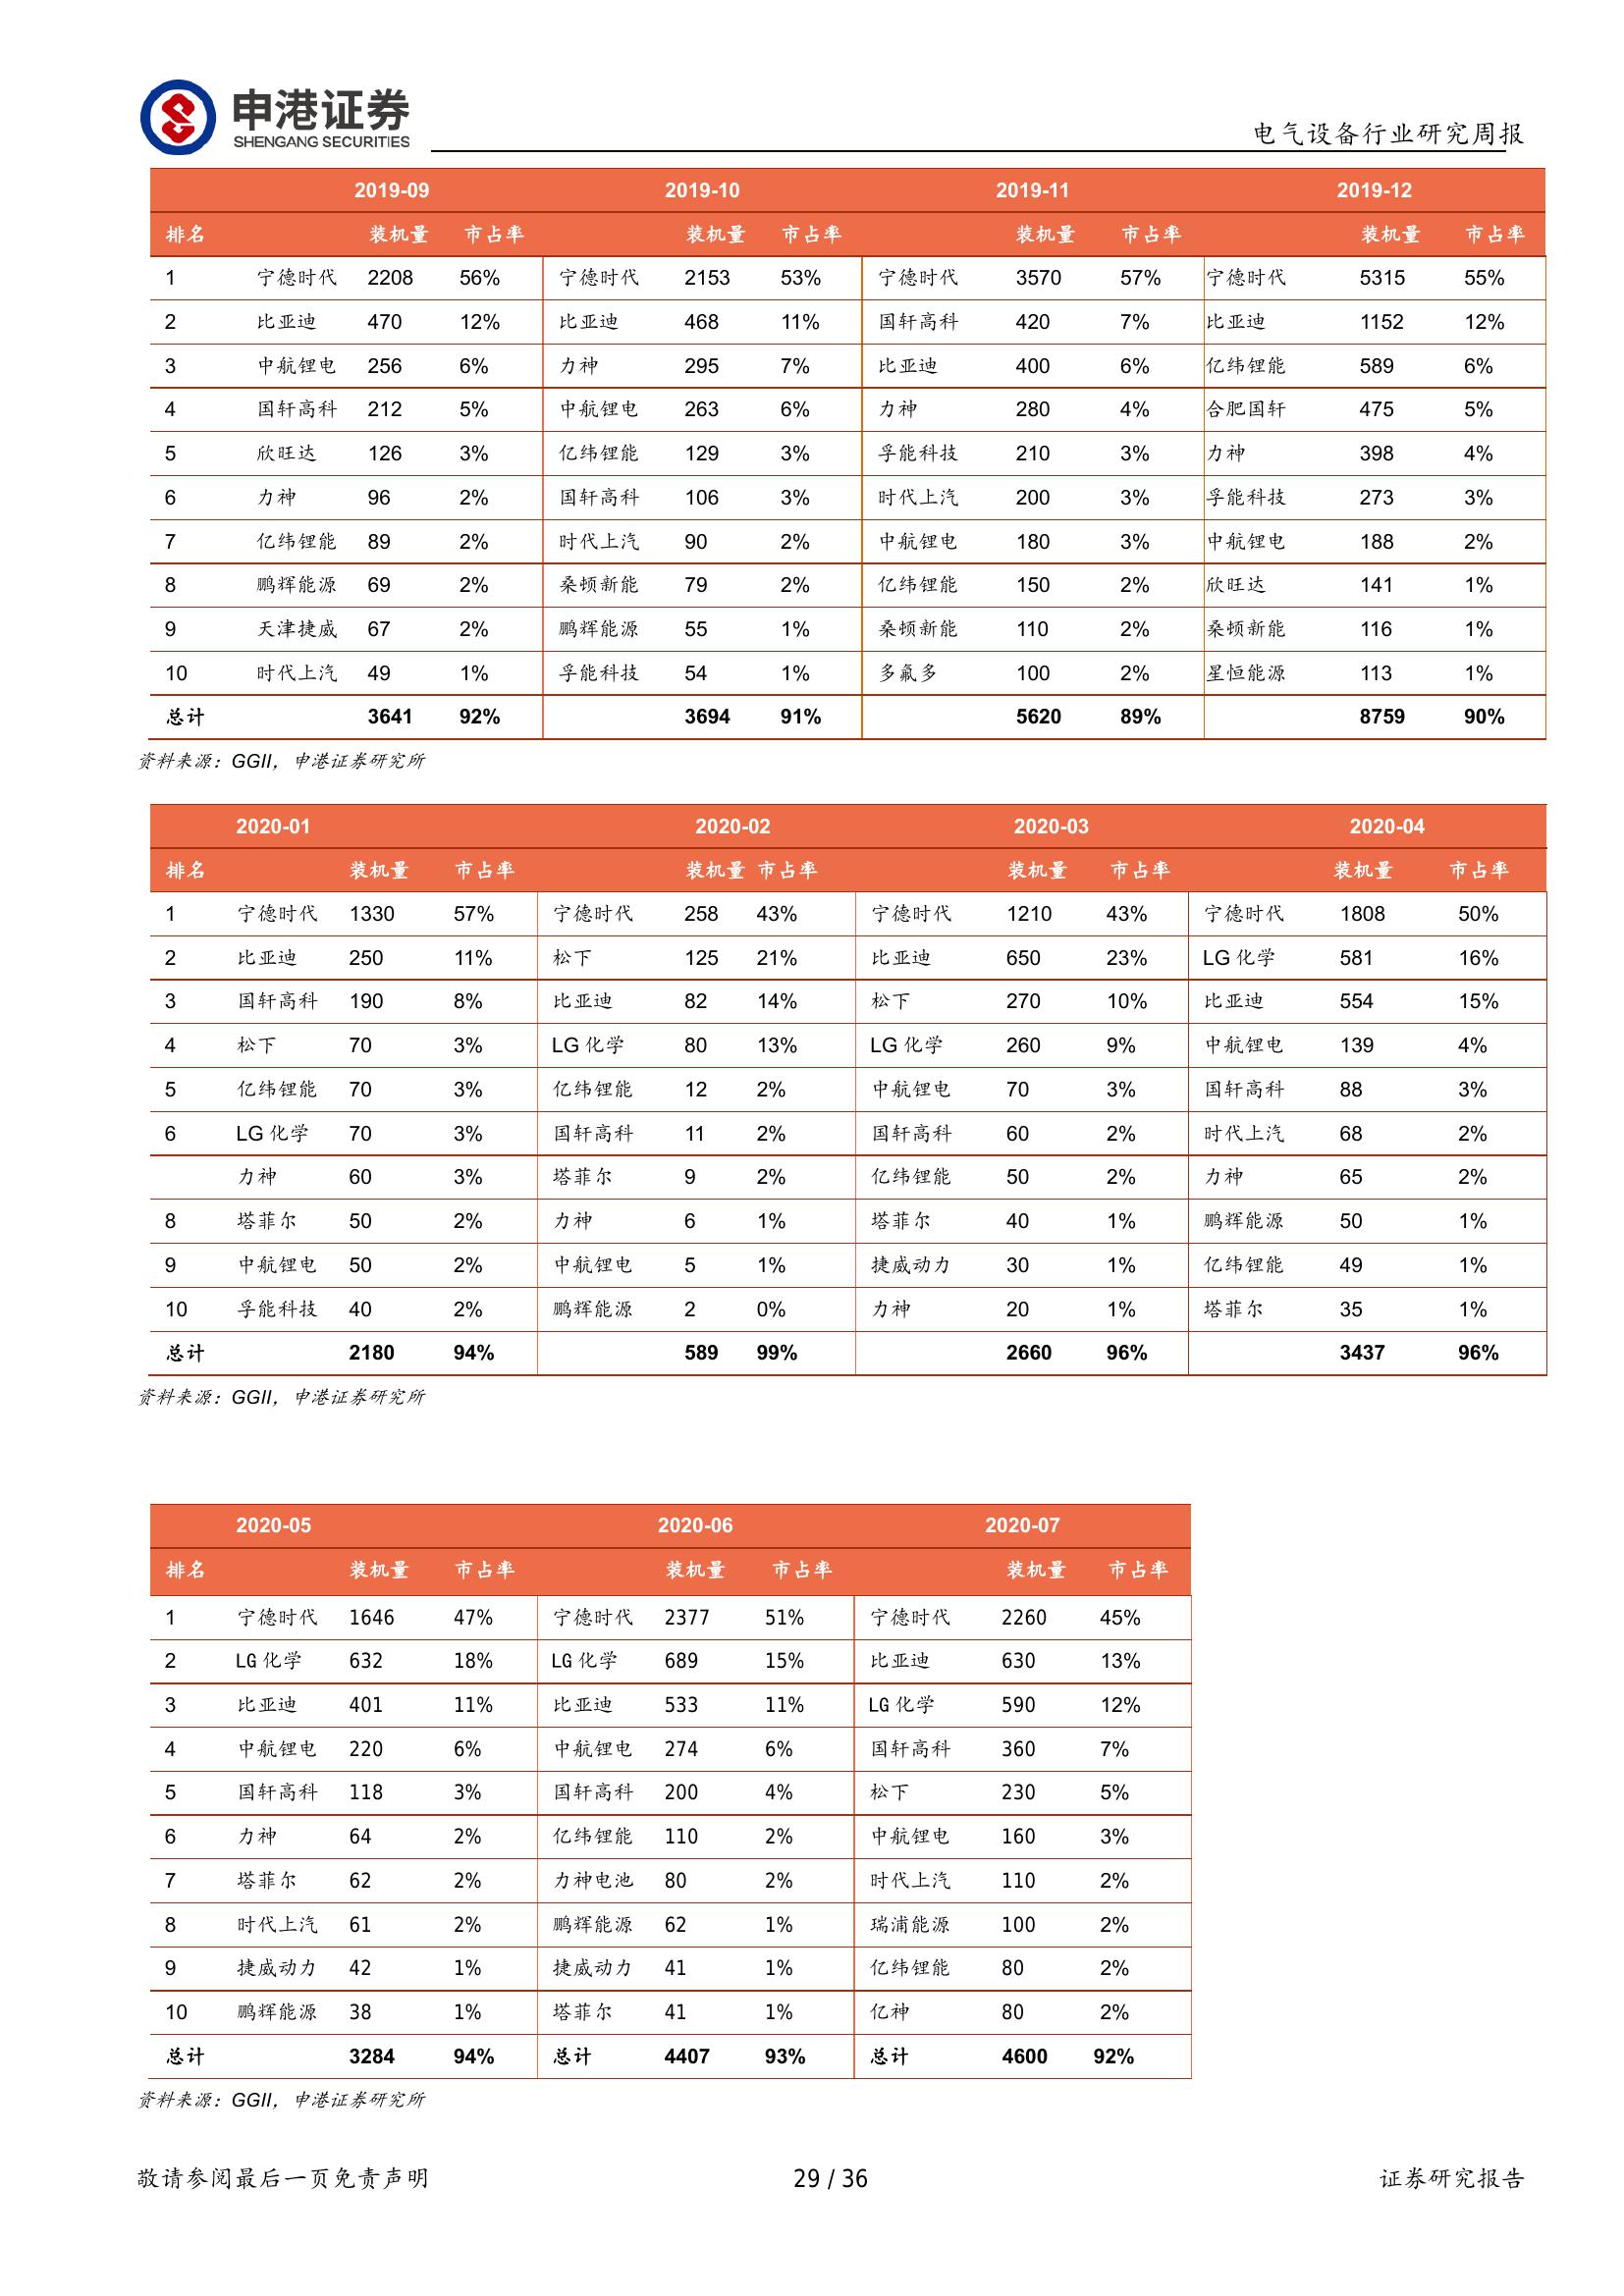 申港证券
SHENGANG SECURITIES
电气设备行业研究周报
2019-09 2019-10 2019-11 2019-12
排名 装机量 市占率 装机量 市占率 装机量 市占率 装机量 市占率
1 宁德时代 2208 56% 宁德时代 2153 53% 宁德时代 3570 57% 宁德时代 5315 55%
2 比亚迪 470 12% 比亚迪 468 11% 国轩高科 420 7% 比亚迪 1152 12%
3 中航锂电 256 6% 力神 295 7% 比亚迪 400 6% 亿纬锂能 589 6%
4 国轩高科 212 5% 中航锂电 263 6% 力神 280 4% 合肥国轩 475 5%
5 欣旺达 126 3% 亿纬锂能 129 3% 孚能科技 210 3% 力神 398 4%
6 力神 96 2% 国轩高科 106 3% 时代上汽 200 3% 孚能科技 273 3%
7 亿纬锂能 89 2% 时代上汽 90 2% 中航锂电 180 3% 中航锂电 188 2%
8 鹏辉能源 69 2% 桑顿新能 79 2% 亿纬锂能 150 2% 欣旺达 141 1%
9 天津捷威 67 2% 鹏辉能源 55 1% 桑顿新能 110 2% 桑顿新能 116 1%
10 时代上汽 49 1% 孚能科技 54 1% 多氟多 100 2% 星恒能源 113 1%
总计 3641 92% 3694 91% 5620 89% 8759 90%
资料来源：GGII，申港证券研究所
2020-01 2020-02 2020-03 2020-04
排名 装机量 市占率 装机量 市占率 装机量 市占率 装机量 市占率
1 宁德时代 1330 57% 宁德时代 258 43% 宁德时代 1210 43% 宁德时代 1808 50%
2 比亚迪 250 11% 松下 125 21% 比亚迪 650 23% LG 化学 581 16%
3 国轩高科 190 8% 比亚迪 82 14% 松下 270 10% 比亚迪 554 15%
4 松下 70 3% LG 化学 80 13% LG 化学 260 9% 中航锂电 139 4%
5 亿纬锂能 70 3% 亿纬锂能 12 2% 中航锂电 70 3% 国轩高科 88 3%
6 LG 化学 70 3% 国轩高科 11 2% 国轩高科 60 2% 时代上汽 68 2%
力神 60 3% 塔菲尔 9 2% 亿纬锂能 50 2% 力神 65 2%
8 塔菲尔 50 2% 力神 6 1% 塔菲尔 40 1% 鹏辉能源 50 1%
9 中航锂电 50 2% 中航锂电 5 1% 捷威动力 30 1% 亿纬锂能 49 1%
10 孚能科技 40 2% 鹏辉能源 2 0% 力神 20 1% 塔菲尔 35 1%
总计 2180 94% 589 99% 2660 96% 3437 96%
资料来源：GGII，申港证券研究所
2020-05 2020-06 2020-07
排名 装机量 市占率 装机量 市占率 装机量 市占率
1 宁德时代 1646 47% 宁德时代 2377 51% 宁德时代 2260 45%
2 LG 化学 632 18% LG 化学 689 15% 比亚迪 630 13%
3 比亚迪 401 11% 比亚迪 533 11% LG 化学 590 12%
4 中航锂电 220 6% 中航锂电 274 6% 国轩高科 360 7%
5 国轩高科 118 3% 国轩高科 200 4% 松下 230 5%
6 力神 64 2% 亿纬锂能 110 2% 中航锂电 160 3%
7 塔菲尔 62 2% 力神电池 80 2% 时代上汽 110 2%
8 时代上汽 61 2% 鹏辉能源 62 1% 瑞浦能源 100 2%
9 捷威动力 42 1% 捷威动力 41 1% 亿纬锂能 80 2%
10 鹏辉能源 38 1% 塔菲尔 41 1% 亿神 80 2%
总计 3284 94% 总计 4407 93% 总计 4600 92%
资料来源：GGII，申港证券研究所
敬请参阅最后一页免责声明 29 / 36 证券研究报告